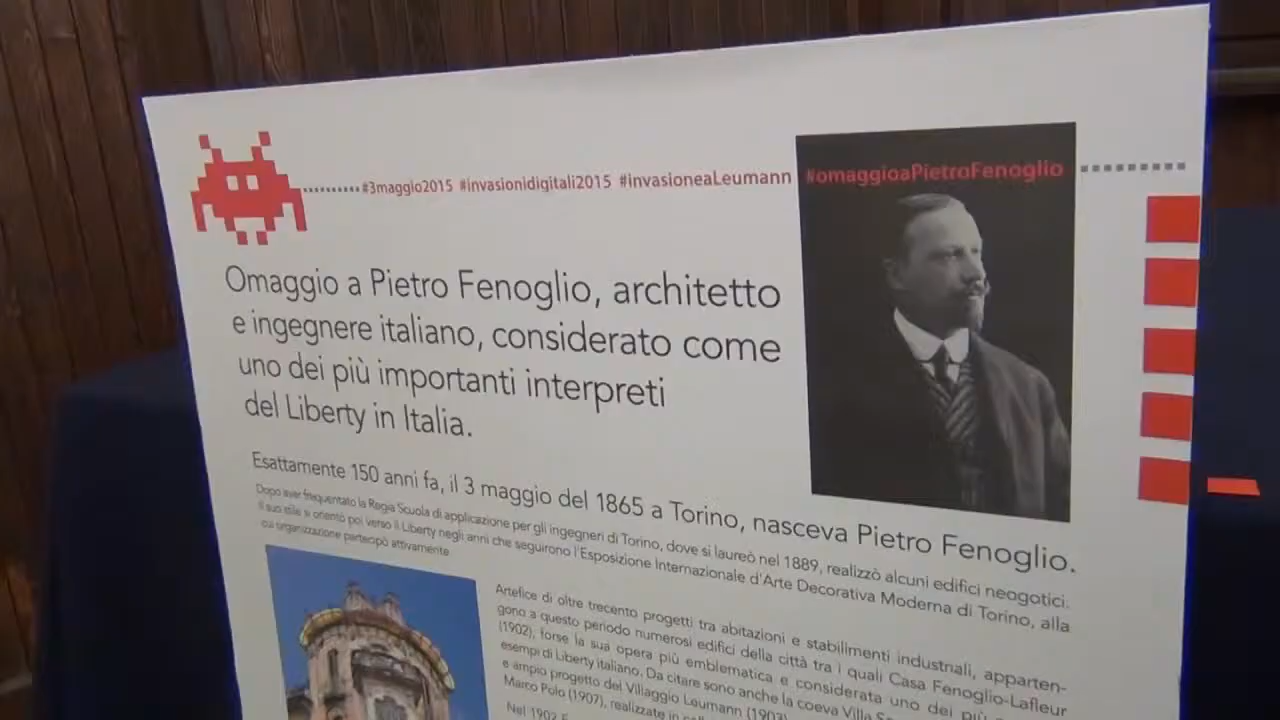 #3maggio2015 #invasionidigitali2015 #invasioneaLeumann #omaggioaPietroFenoglio
Omaggio a Pietro Fenoglio, architetto
e ingegnere italiano, considerato come
uno dei più importanti interpreti
del Liberty in Italia.
Esattamente 150 anni fa, il 3 maggio del 1865 a Torino, nasceva Pietro Fenoglio.
Dopo aver frequentato la Regia Scuola di applicazione per gli ingegneri di Torino, dove si laureò nel 1889, realizzò alcuni edifici neogotici.
Il suo stile si orientò poi verso il Liberty negli anni che seguirono l'Esposizione Internazionale d'Arte Decorativa Moderna di Torino, alla
cui organizzazione partecipò attivamente.
Artefice di oltre trecento progetti tra abitazioni e stabilimenti industriali, apparten-
gono a questo periodo numerosi edifici della città tra i quali Casa Fenoglio-Lafleur
(1902), forse la sua opera più emblematica e considerata uno dei più
esempi di Liberty italiano. Da citare sono anche la coeva Villa
e ampio progetto del Villaggio Leumann (1903)
Marco Polo (1907), realizzate in
Nel 1902